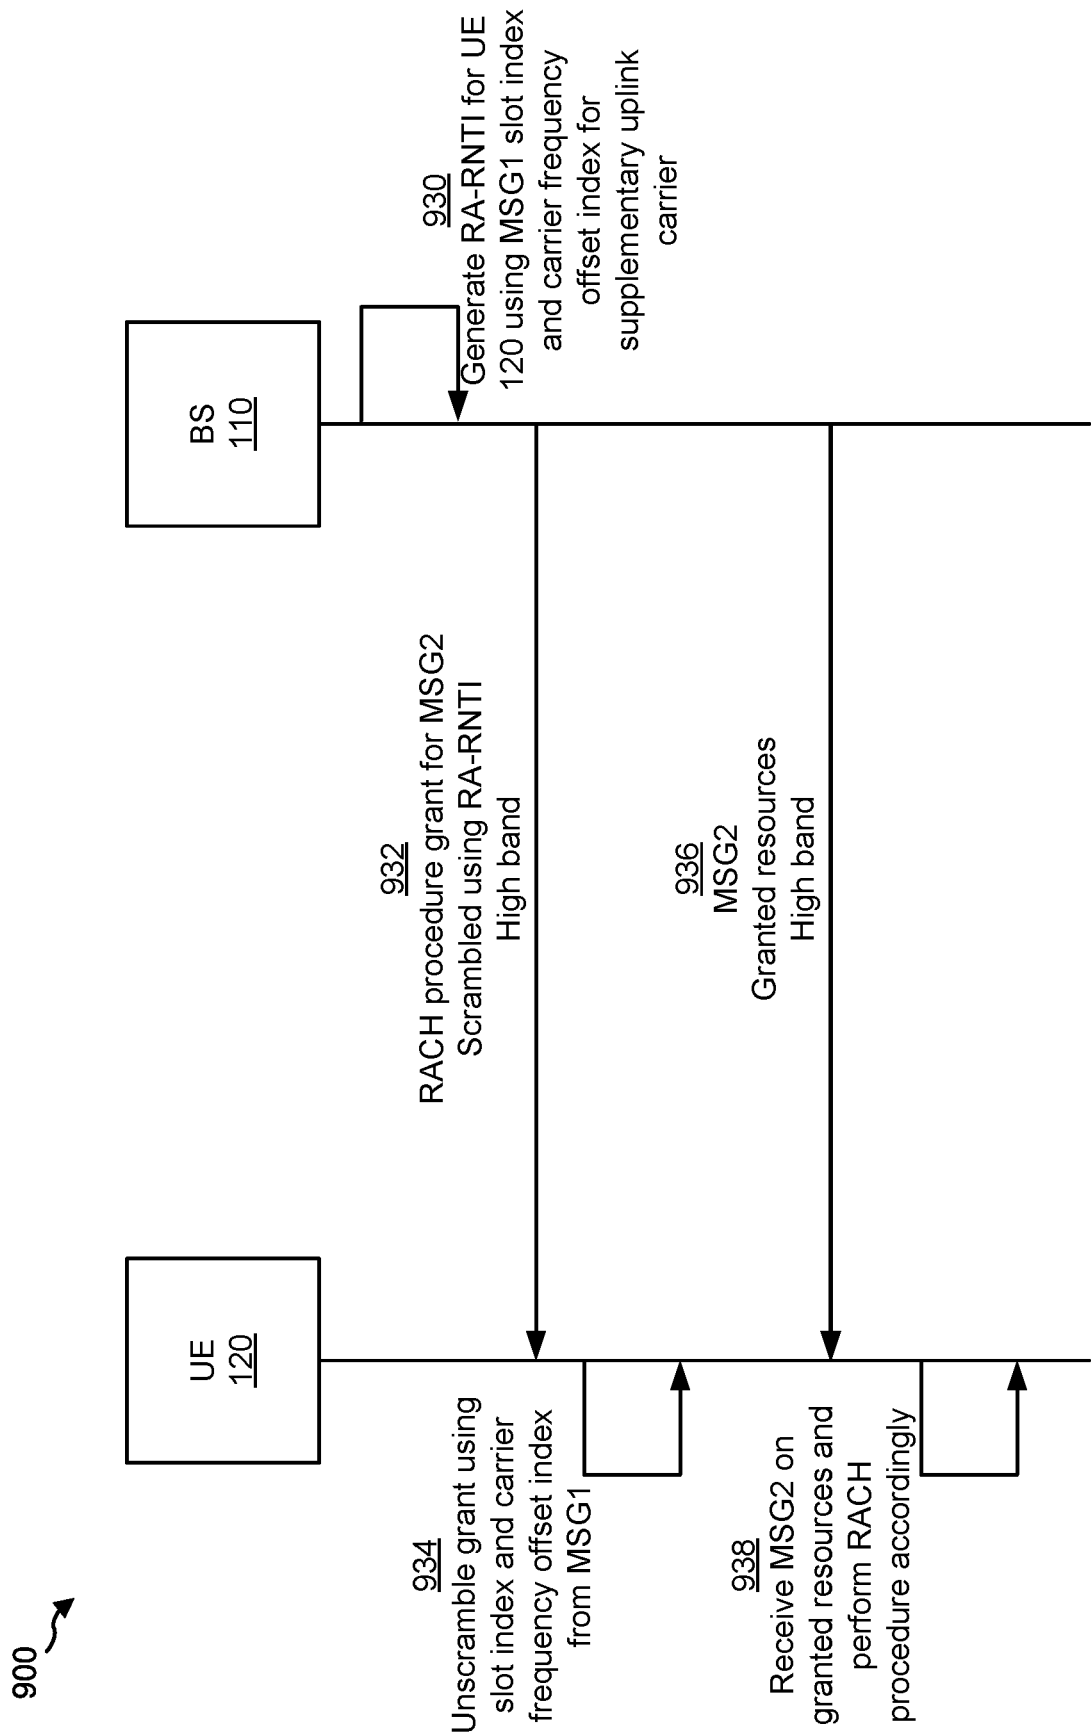 900
UE
120
BS
110
930
Generate RA-RNTI for UE
120 using MSG1 slot index
and carrier frequency
offset index for
supplementary uplink
carrier
932
RACH procedure grant for MSG2
Scrambled using RA-RNTI
High band
934
Unscramble grant using
slot index and carrier
frequency offset index
from MSG1
936
MSG2
Granted resources
High band
938
Receive MSG2 on
granted resources and
perform RACH
procedure accordingly